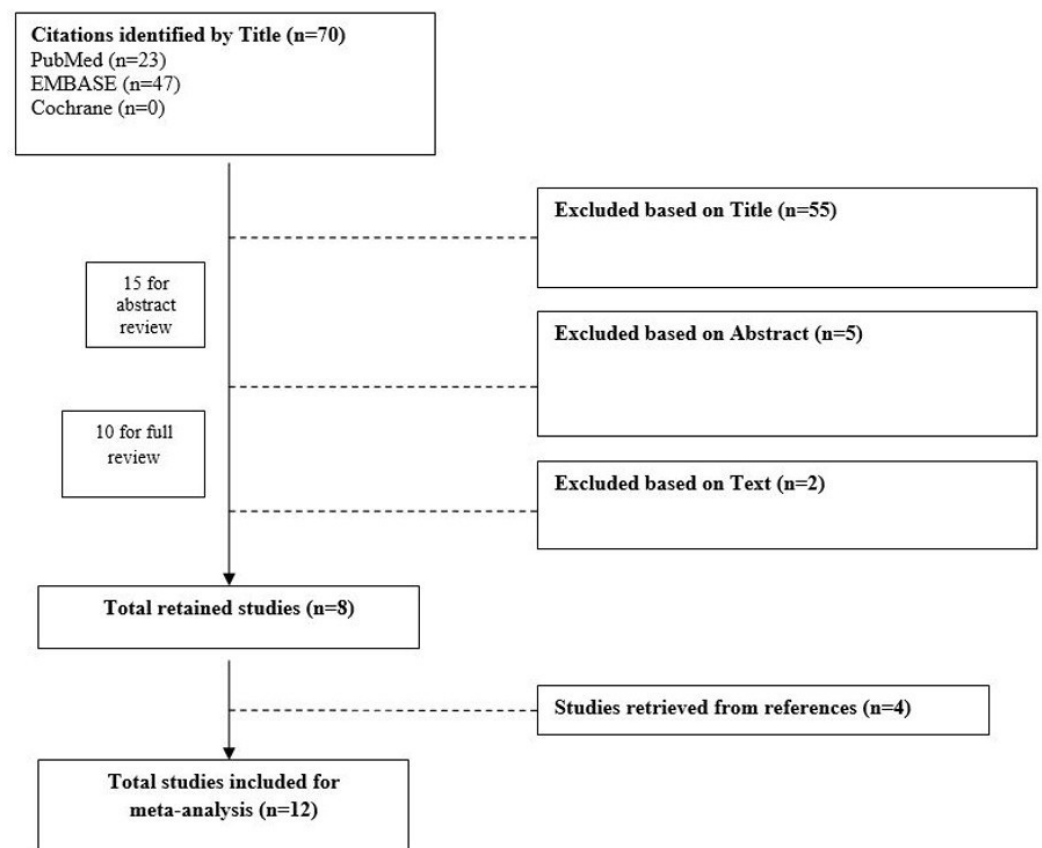 Citations identified by Title (n=70)
PubMed (n=23)
EMBASE (n=47)
Cochrane (n=0)
Excluded based on Title (n=55)
15 for
abstract
review
Excluded based on Abstract (n=5)
10 for full
review
Excluded based on Text (n=2)
Total retained studies (n=8)
Studies retrieved from references (n=4)
Total studies included for
meta-analysis (n=12)